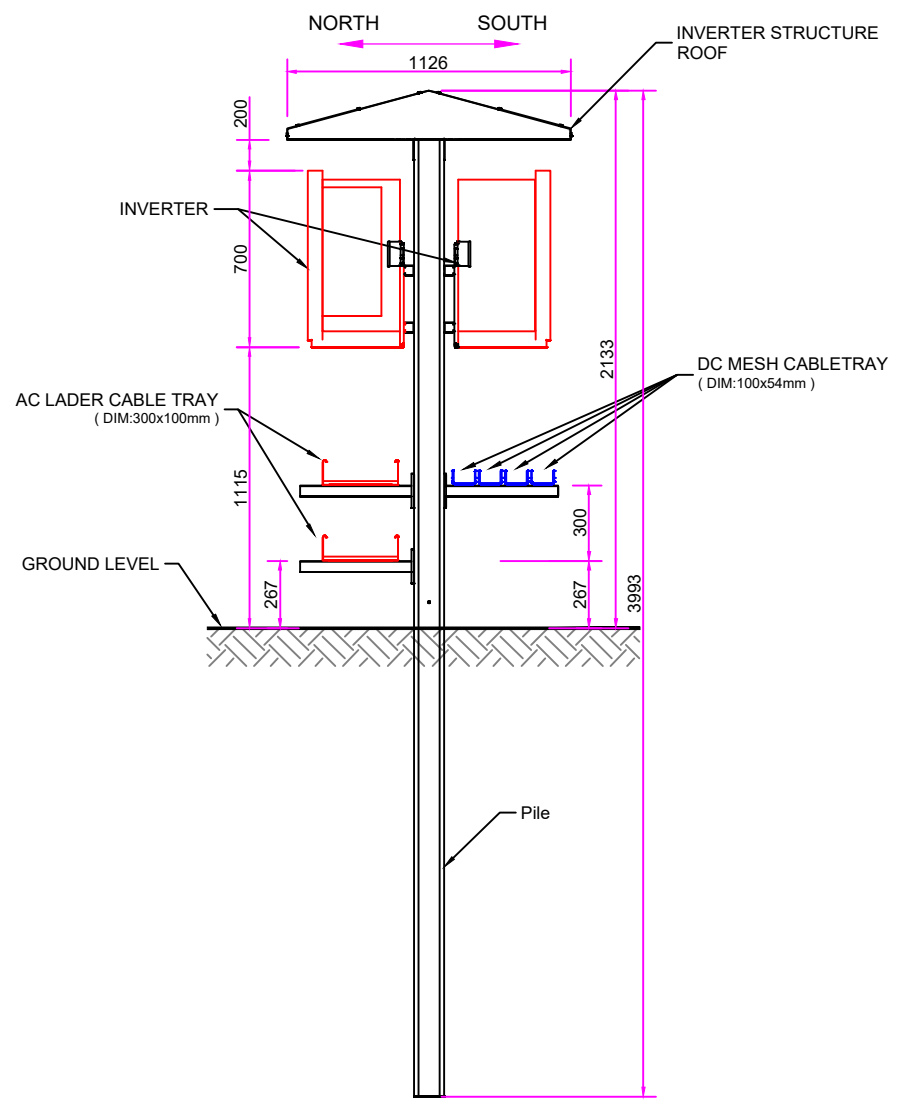 NORTH
SOUTH
INVERTER STRUCTURE
ROOF
1126
200
INVERTER
700
2133
DC MESH CABLETRAY
( DIM:100x54mm )
AC LADER CABLE TRAY
( DIM:300x100mm )
1115
300
GROUND LEVEL
267
267
3993
Pile